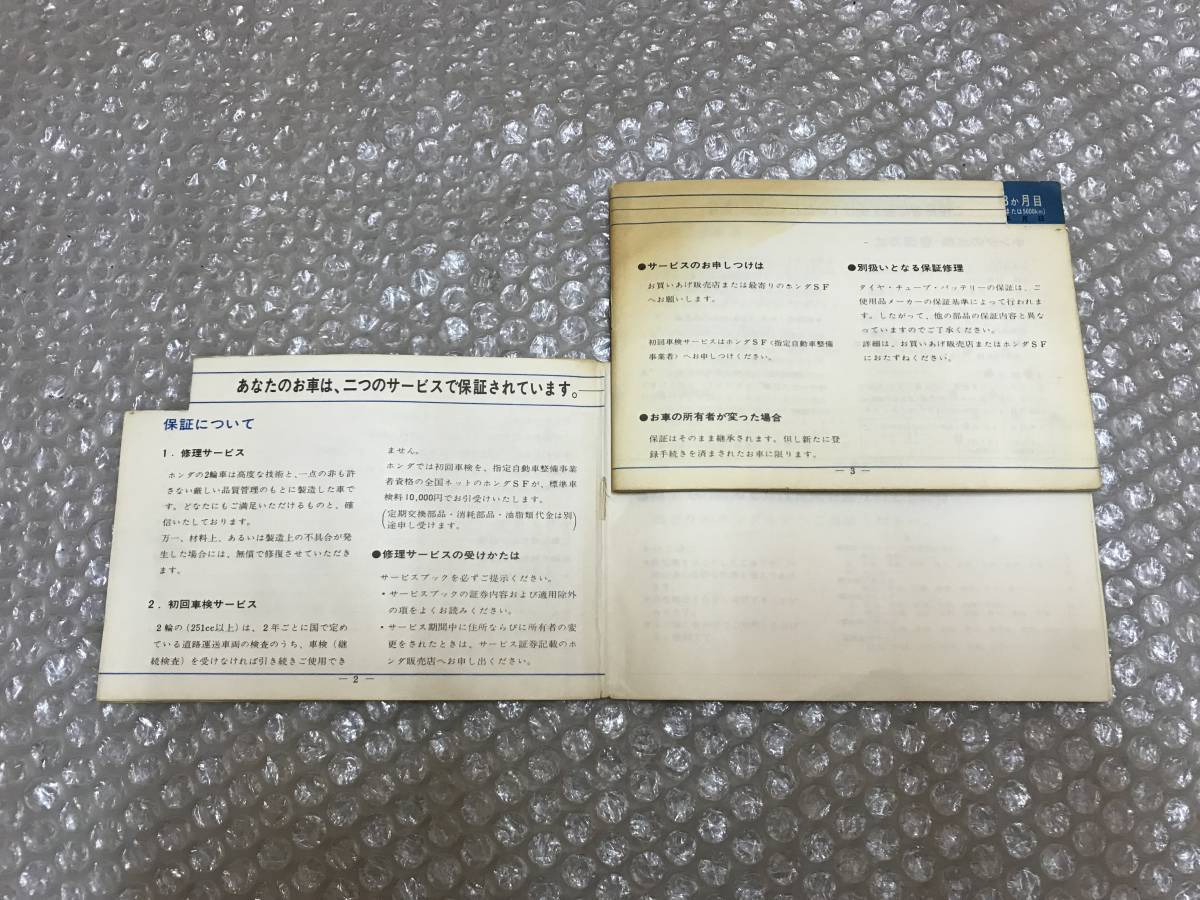 あなたのお車は、二つのサービスで保証されています。
保証について
1．修理サービス
ホンダの2輪車は高度な技術と、一点の非も許
さない厳しい品質管理のもとに製造した車で
す。どなたにもご満足いただけるものと、確
信いたしております。
万一、材料上、あるいは製造上の不具合が発
生した場合には、無償で修復させていただき
ます。
2．初回車検サービス
2輪の（251cc以上）は、2年ごとに国で定め
ている道路運送車両の検査のうち、車検（継
続検査）を受けなければ引き続きご使用でき
ません。
ホンダでは初回車検を、指定自動車整備事業
者資格の全国ネットのホンダSFが、標準車
検料10,000円でお引受けいたします。
（定期交換部品・消耗部品・油脂類代金は別
途申し受けます。）
●修理サービスの受けかたは
サービスブックを必ずご提示ください。
・サービスブックの証券内容および適用除外
の項をよくお読みください。
・サービス期間中に住所ならびに所有者の変
更をされたときは、サービス証券記載のホ
ンダ販売店へお申し出ください。
— 2 —
か月目
または5600km）
●サービスのお申しつけは
お買いあげ販売店または最寄りのホンダSF
へお願いします。
初回車検サービスはホンダSF（指定自動車整備
事業者）へお申しつけください。
●お車の所有者が変った場合
保証はそのまま継承されます。但し新たに登
録手続きを済まされたお車に限ります。
●別扱いとなる保証修理
タイヤ・チューブ・バッテリーの保証は、ご
使用品メーカーの保証基準によって行われま
す。したがって、他の部品の保証内容と異な
っていますのでご了承ください。
詳細は、お買いあげ販売店またはホンダSF
におたずねください。
— 3 —